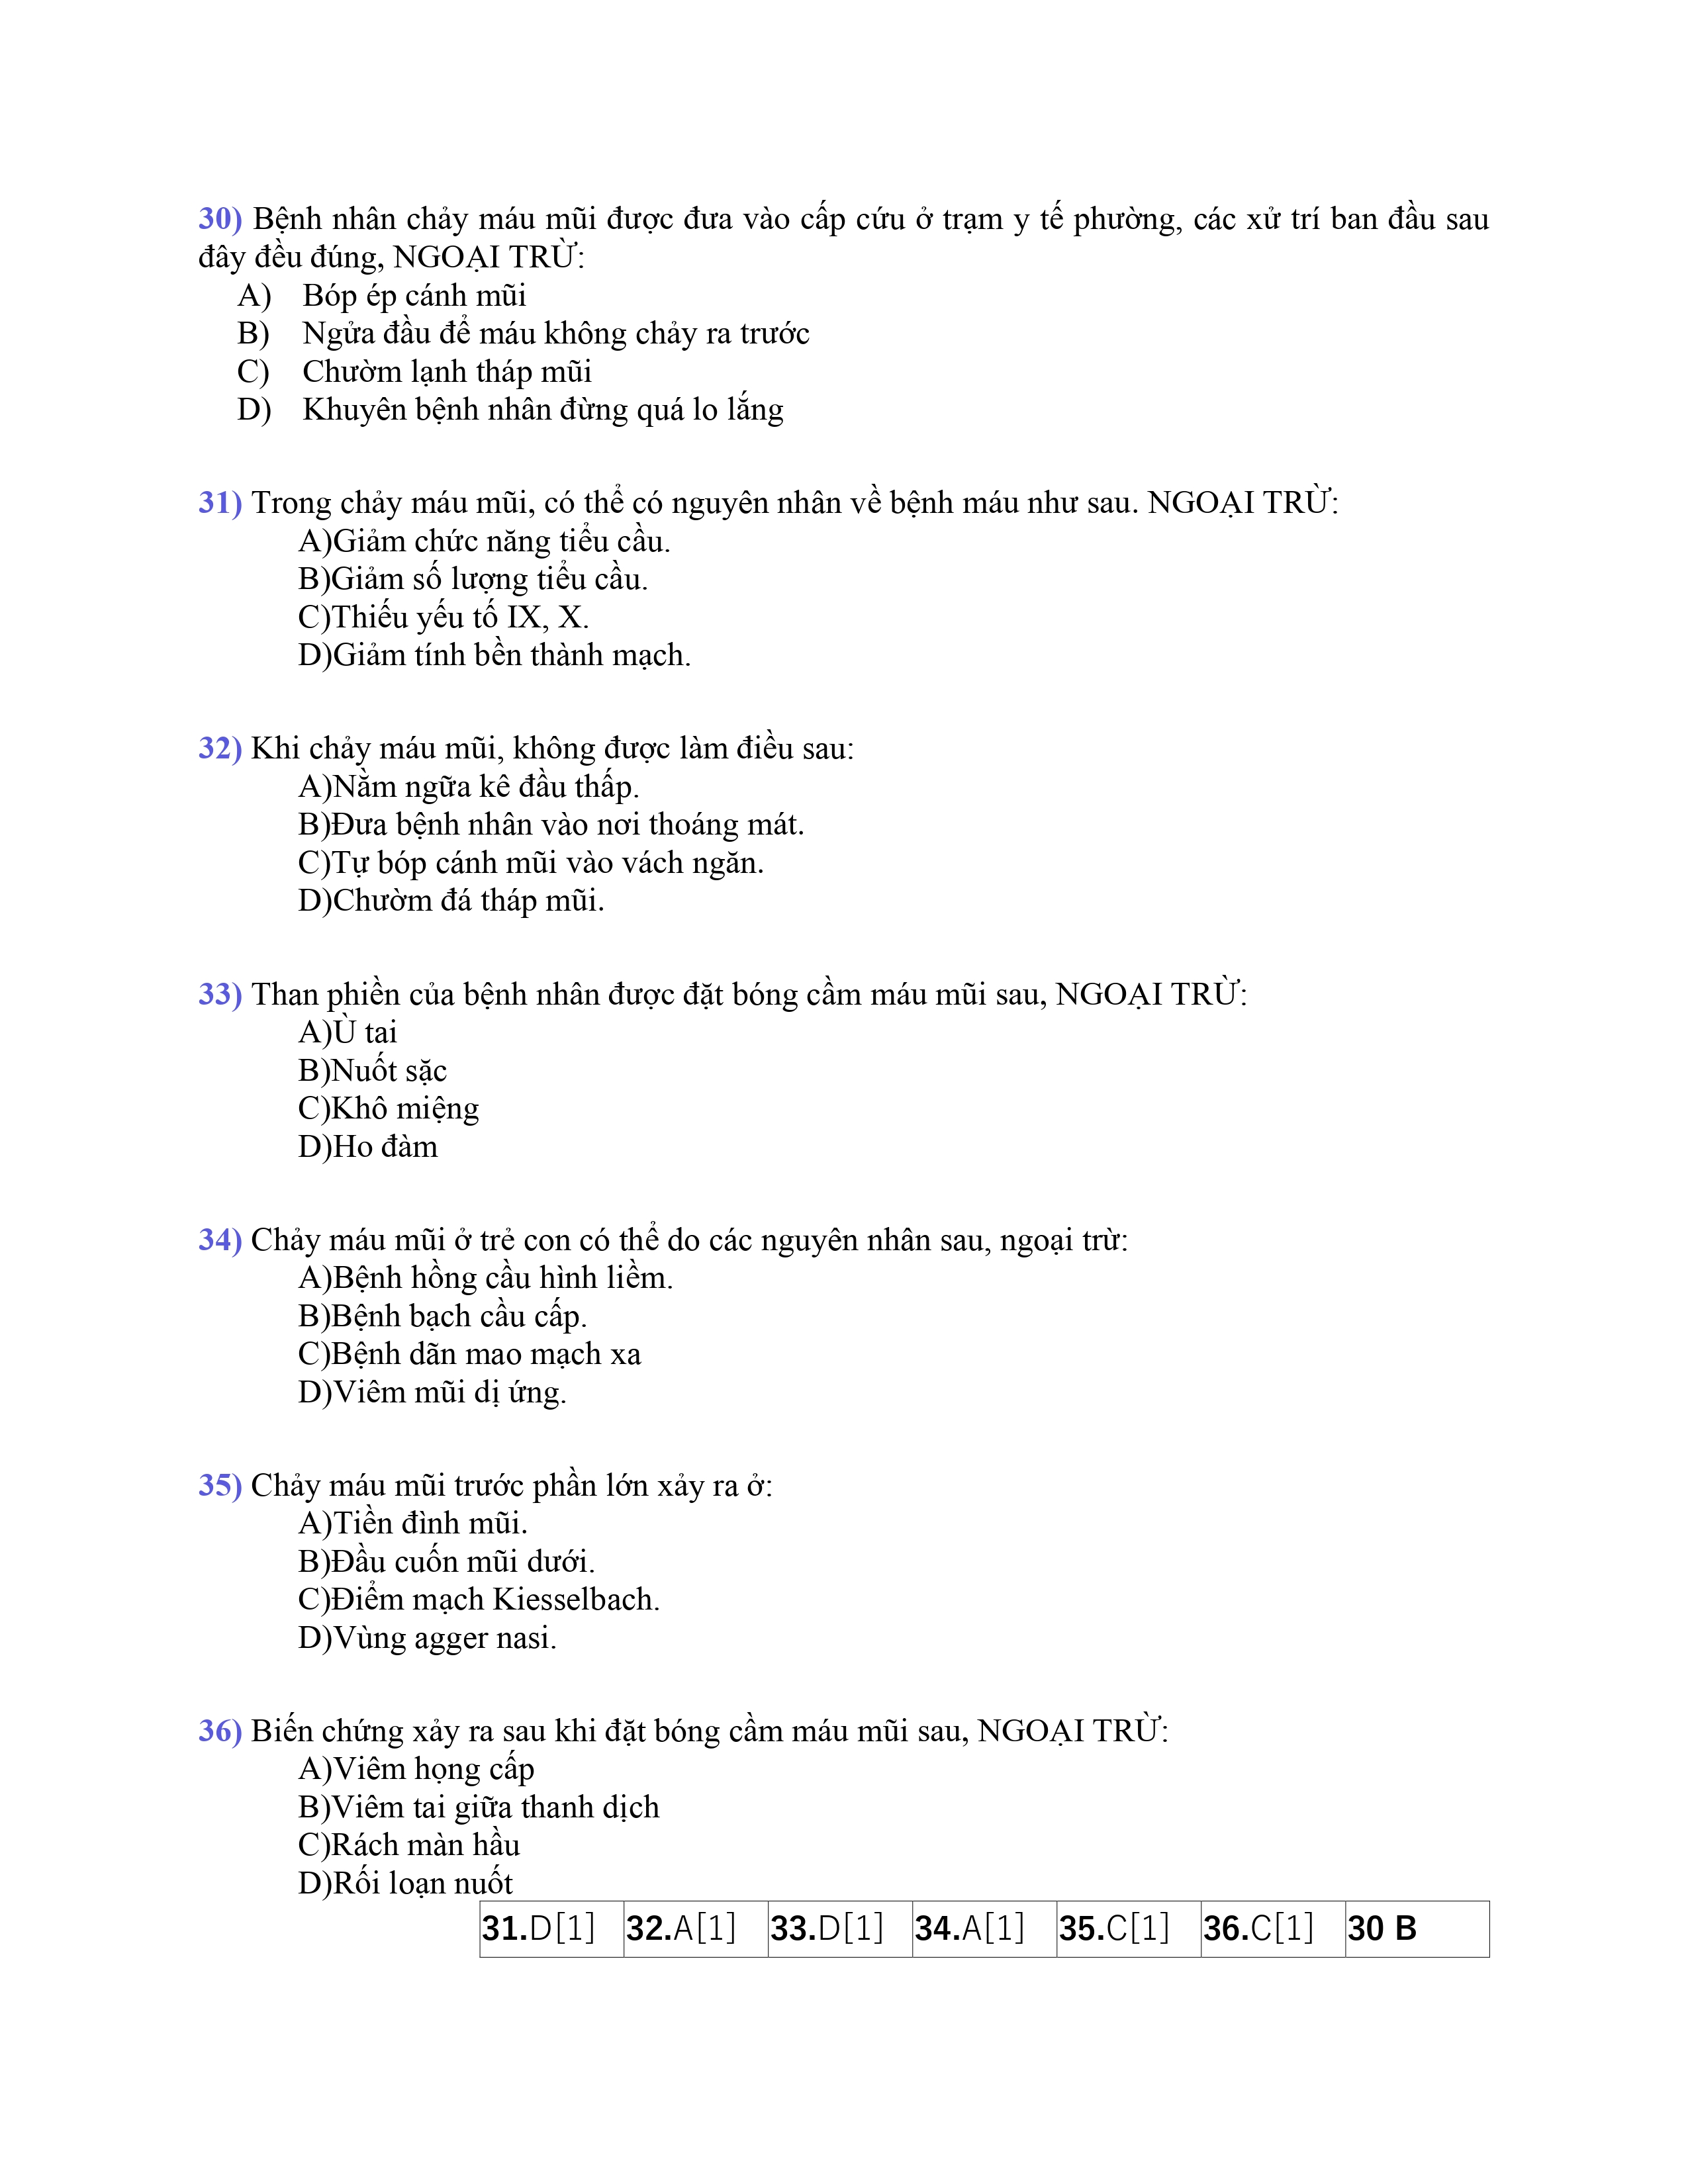 30) Bệnh nhân chảy máu mũi được đưa vào cấp cứu ở trạm y tế phường, các xử trí ban đầu sau
đây đều đúng, NGOẠI TRỪ:
A) Bóp ép cánh mũi
B) Ngửa đầu để máu không chảy ra trước
C) Chườm lạnh tháp mũi
D) Khuyên bệnh nhân đừng quá lo lắng
31) Trong chảy máu mũi, có thể có nguyên nhân về bệnh máu như sau. NGOẠI TRỪ:
A)Giảm chức năng tiểu cầu.
B)Giảm số lượng tiểu cầu.
C)Thiếu yếu tố IX, X.
D)Giảm tính bền thành mạch.
32) Khi chảy máu mũi, không được làm điều sau:
A)Nằm ngữa kê đầu thấp.
B)Đưa bệnh nhân vào nơi thoáng mát.
C)Tự bóp cánh mũi vào vách ngăn.
D)Chườm đá tháp mũi.
33) Than phiền của bệnh nhân được đặt bóng cầm máu mũi sau, NGOẠI TRỪ:
A)Ù tai
B)Nuốt sặc
C)Khô miệng
D)Ho đàm
34) Chảy máu mũi ở trẻ con có thể do các nguyên nhân sau, ngoại trừ:
A)Bệnh hồng cầu hình liềm.
B)Bệnh bạch cầu cấp.
C)Bệnh dãn mao mạch xa
D)Viêm mũi dị ứng.
35) Chảy máu mũi trước phần lớn xảy ra ở:
A)Tiền đình mũi.
B)Đầu cuốn mũi dưới.
C)Điểm mạch Kiesselbach.
D)Vùng agger nasi.
36) Biến chứng xảy ra sau khi đặt bóng cầm máu mũi sau, NGOẠI TRỪ:
A)Viêm họng cấp
B)Viêm tai giữa thanh dịch
C)Rách màn hầu
D)Rối loạn nuốt
31.D[1] 32.A[1] 33.D[1] 34.A[1] 35.C[1] 36.C[1] 30 B